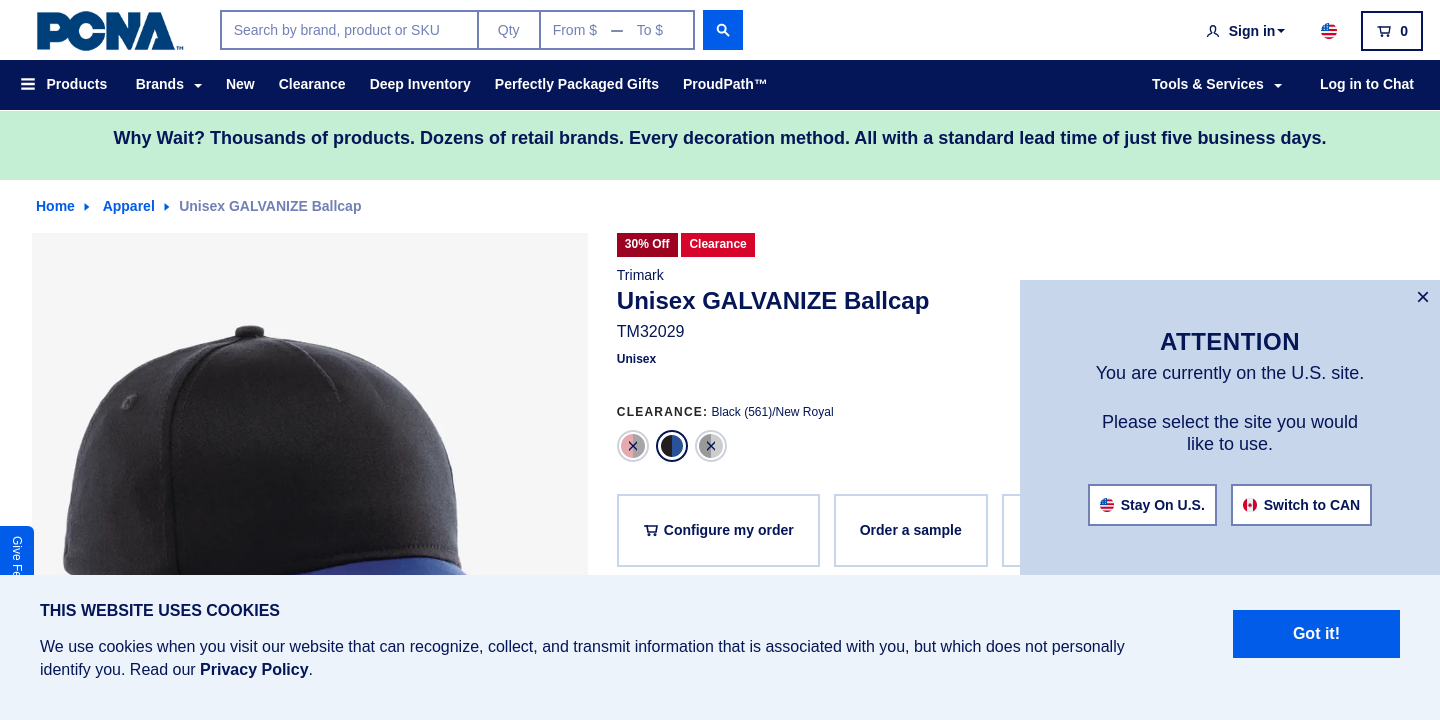 PCNA™
Search by brand, product or SKU
Qty
From $ — To $
Sign in
0
Products
Brands
New
Clearance
Deep Inventory
Perfectly Packaged Gifts
ProudPath™
Tools & Services
Log in to Chat
Why Wait? Thousands of products. Dozens of retail brands. Every decoration method. All with a standard lead time of just five business days.
Home
Apparel
Unisex GALVANIZE Ballcap
30% Off
Clearance
Trimark
Unisex GALVANIZE Ballcap
TM32029
Unisex
CLEARANCE: Black (561)/New Royal
Configure my order
Order a sample
×
ATTENTION
You are currently on the U.S. site.
Please select the site you would
like to use.
Stay On U.S.
Switch to CAN
Give Fe
THIS WEBSITE USES COOKIES
We use cookies when you visit our website that can recognize, collect, and transmit information that is associated with you, but which does not personally
identify you. Read our Privacy Policy.
Got it!